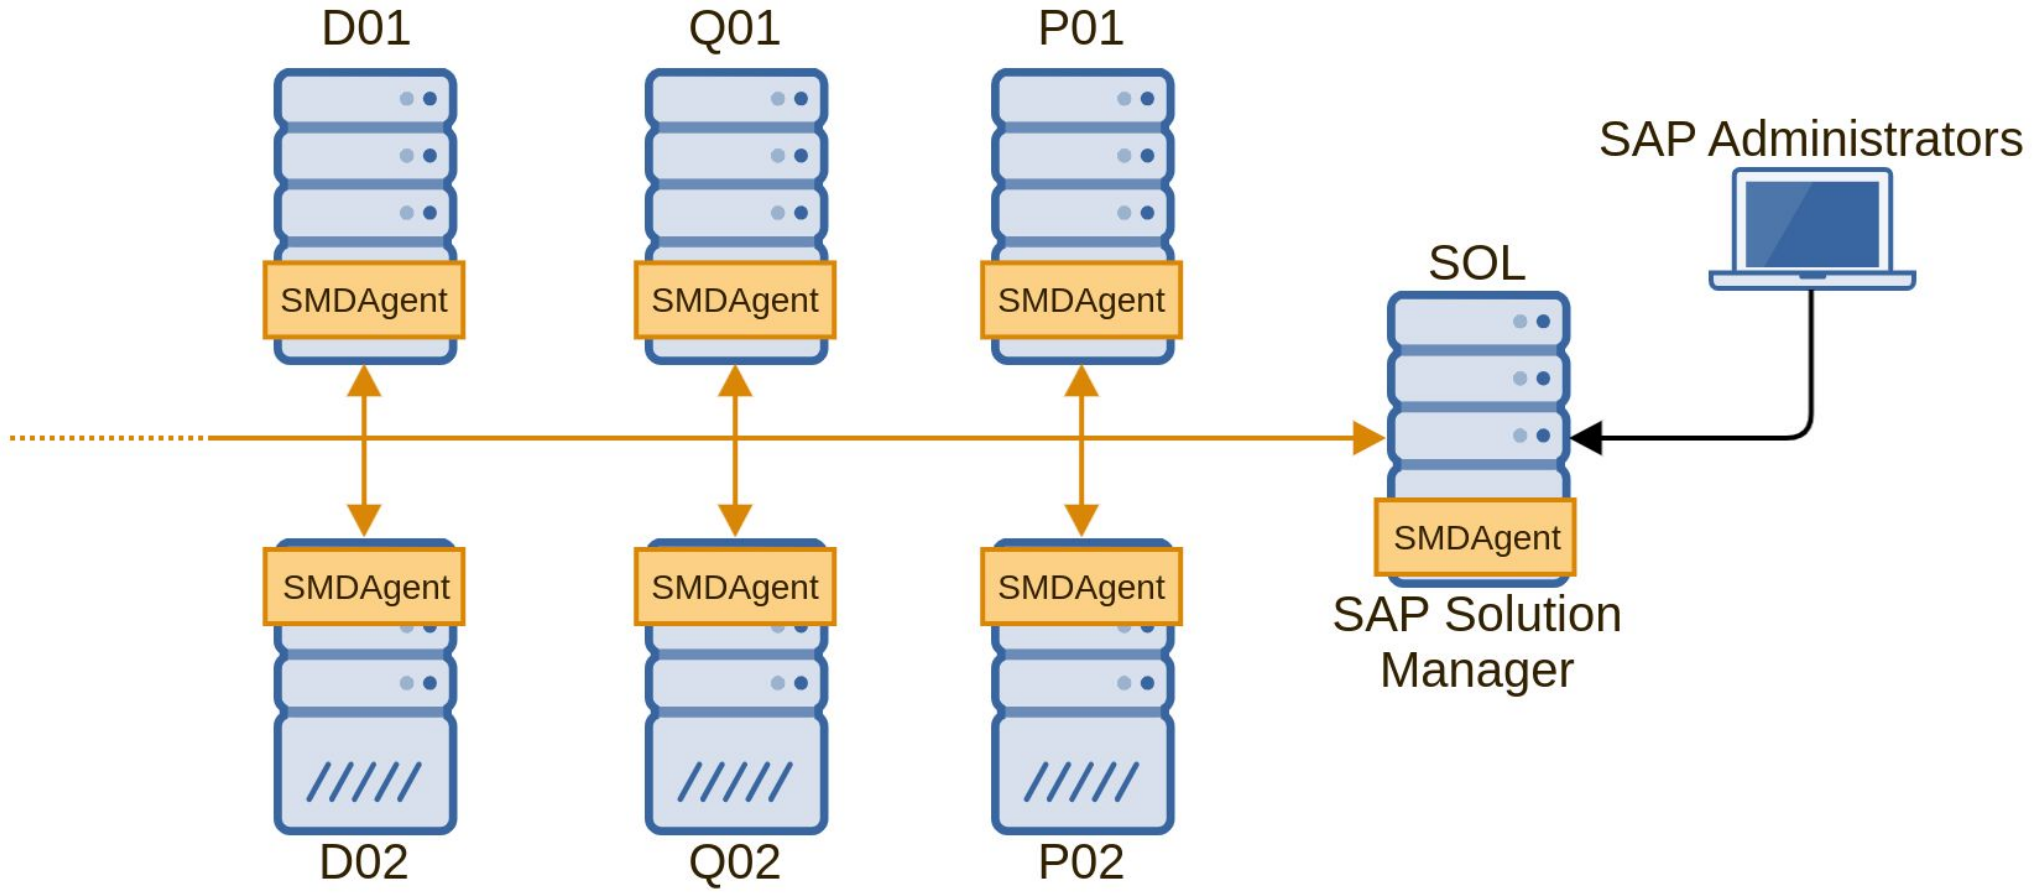 D01
Q01
P01
SAP Administrators
SOL
SMDAgent
SMDAgent
SMDAgent
SMDAgent
SMDAgent
SMDAgent
SMDAgent
SAP Solution
Manager
D02
Q02
P02